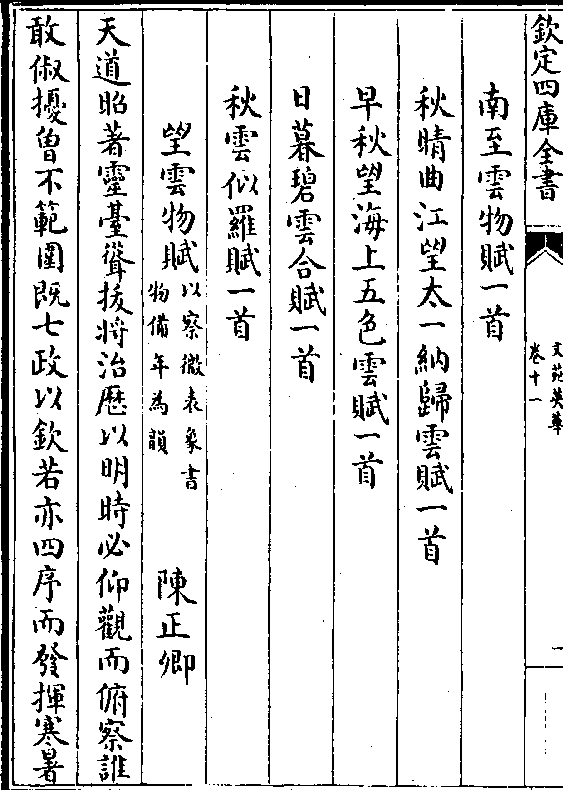 欽定四庫全書
文苑英華
卷十一
一
南至雲物賦一首
秋晴曲江望太一納歸雲賦一首
早秋望海上五色雲賦一首
日暮碧雲合賦一首
秋雲似羅賦一首
望雲物賦
以察微表象書
物備年為韻
陳正卿
天道昭著靈臺聳拔將治厯以明時必仰觀而俯察誰
敢俶擾曾不範圍既七政以欽若亦四序而發揮寒暑